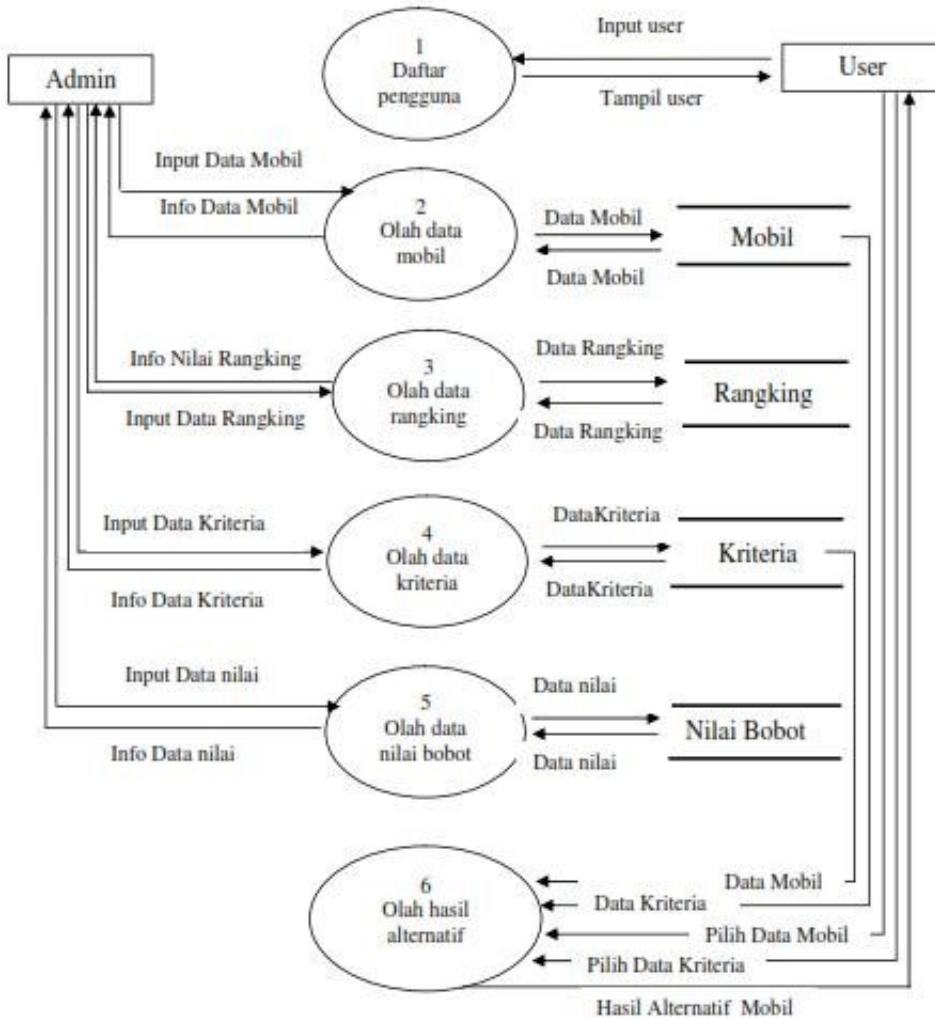 Input user
1
Daftar
pengguna
Admin
User
Tampil user
Input Data Mobil
Info Data Mobil
2
Olah data
mobil
Data Mobil
Mobil
Data Mobil
Info Nilai Rangking
Input Data Rangking
3
Olah data
rangking
Data Rangking
Rangking
Data Rangking
Input Data Kriteria
Info Data Kriteria
4
Olah data
kriteria
DataKriteria
Kriteria
DataKriteria
Input Data nilai
Info Data nilai
5
Olah data
nilai bobot
Data nilai
Nilai Bobot
Data nilai
6
Olah hasil
alternatif
Data Mobil
Data Kriteria
Pilih Data Mobil
Pilih Data Kriteria
Hasil Alternatif Mobil